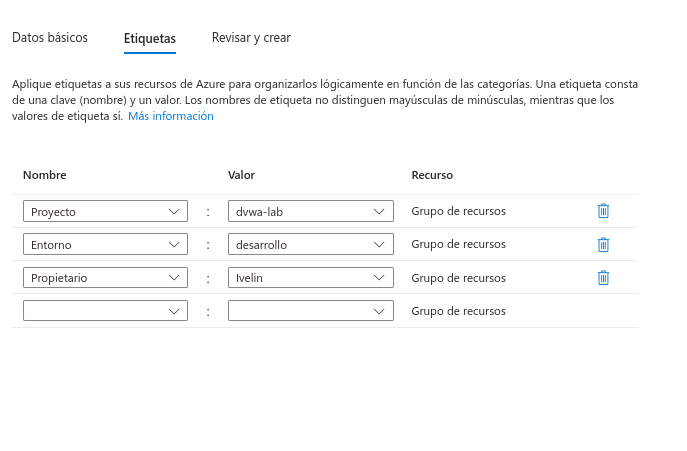 Datos básicos Etiquetas Revisar y crear
Aplique etiquetas a sus recursos de Azure para organizarlos lógicamente en función de las categorías. Una etiqueta consta
de una clave (nombre) y un valor. Los nombres de etiqueta no distinguen mayúsculas de minúsculas, mientras que los
valores de etiqueta sí. Más información
Nombre Valor Recurso
Proyecto : dvwa-lab Grupo de recursos
Entorno : desarrollo Grupo de recursos
Propietario : Ivelin Grupo de recursos
: Grupo de recursos